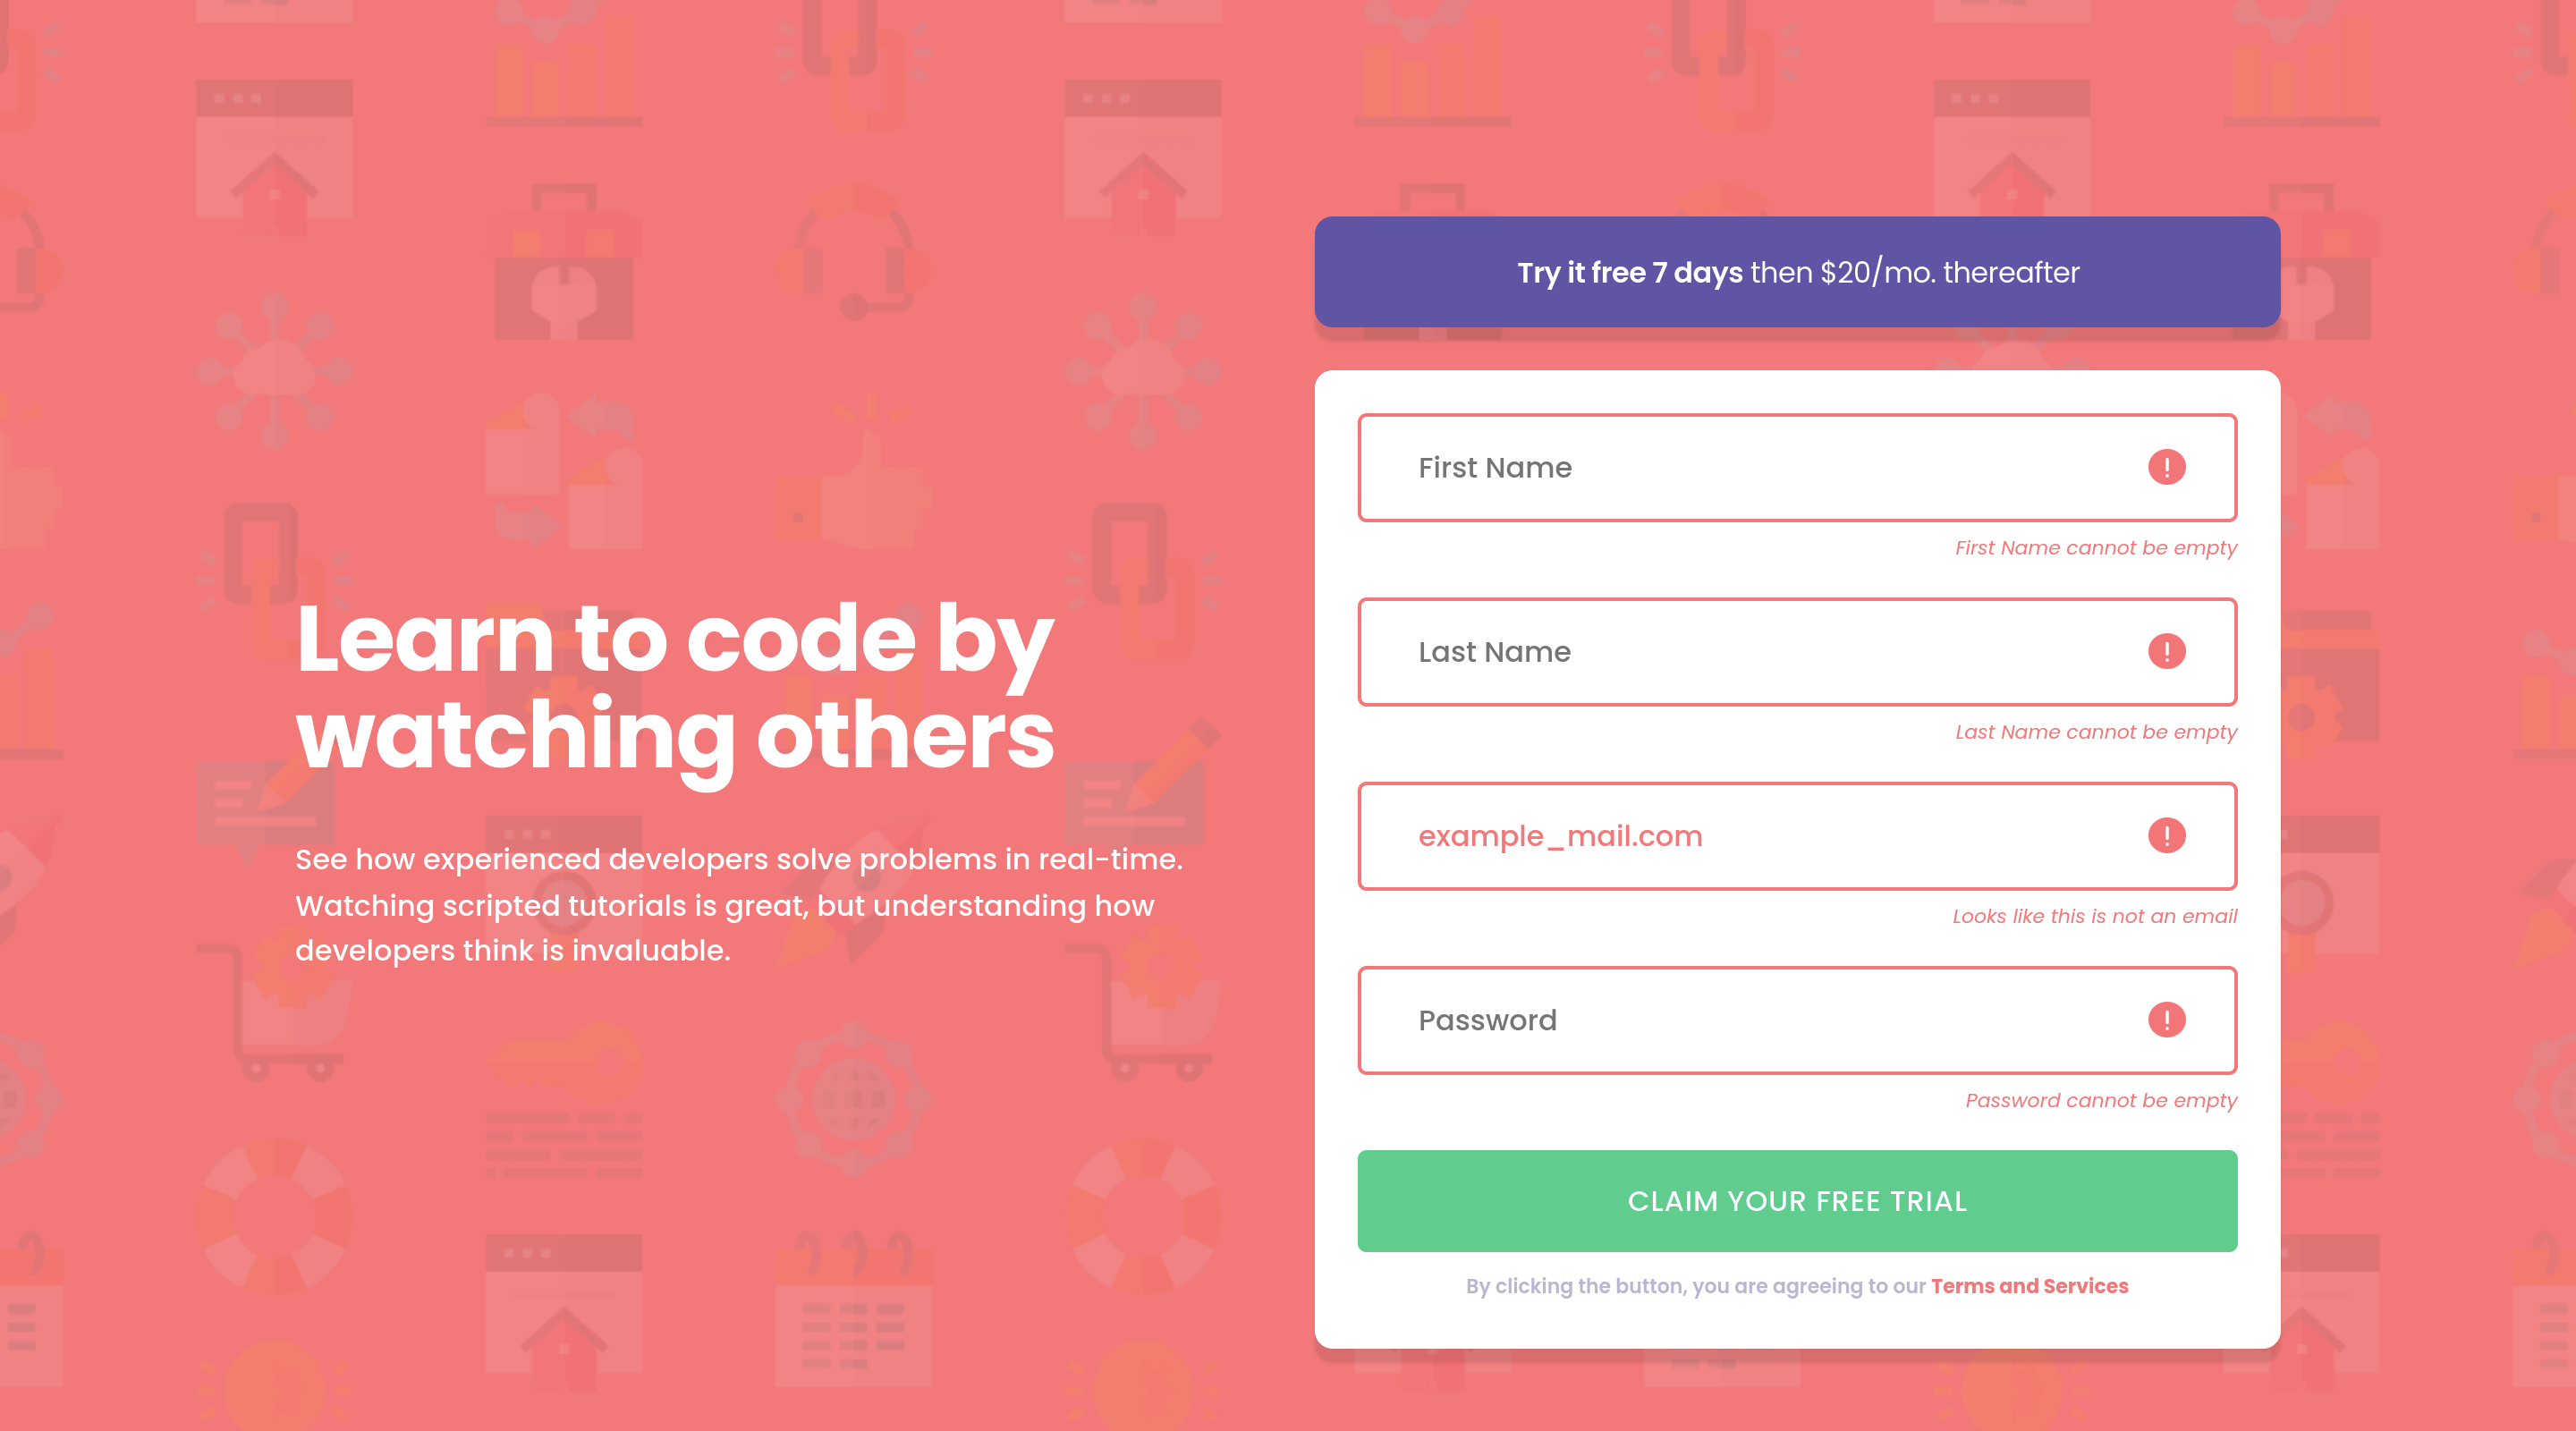 Learn to code by
watching others
See how experienced developers solve problems in real-time.
Watching scripted tutorials is great, but understanding how
developers think is invaluable.
Try it free 7 days then $20/mo. thereafter
First Name
First Name cannot be empty
Last Name
Last Name cannot be empty
example_mail.com
Looks like this is not an email
Password
Password cannot be empty
CLAIM YOUR FREE TRIAL
By clicking the button, you are agreeing to our Terms and Services